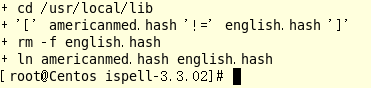 + cd /usr/local/lib
+ '[' americanmed.hash '!=' english.hash ']'
+ rm -f english.hash
+ ln americanmed.hash english.hash
[root@Centos ispell-3.3.02]#